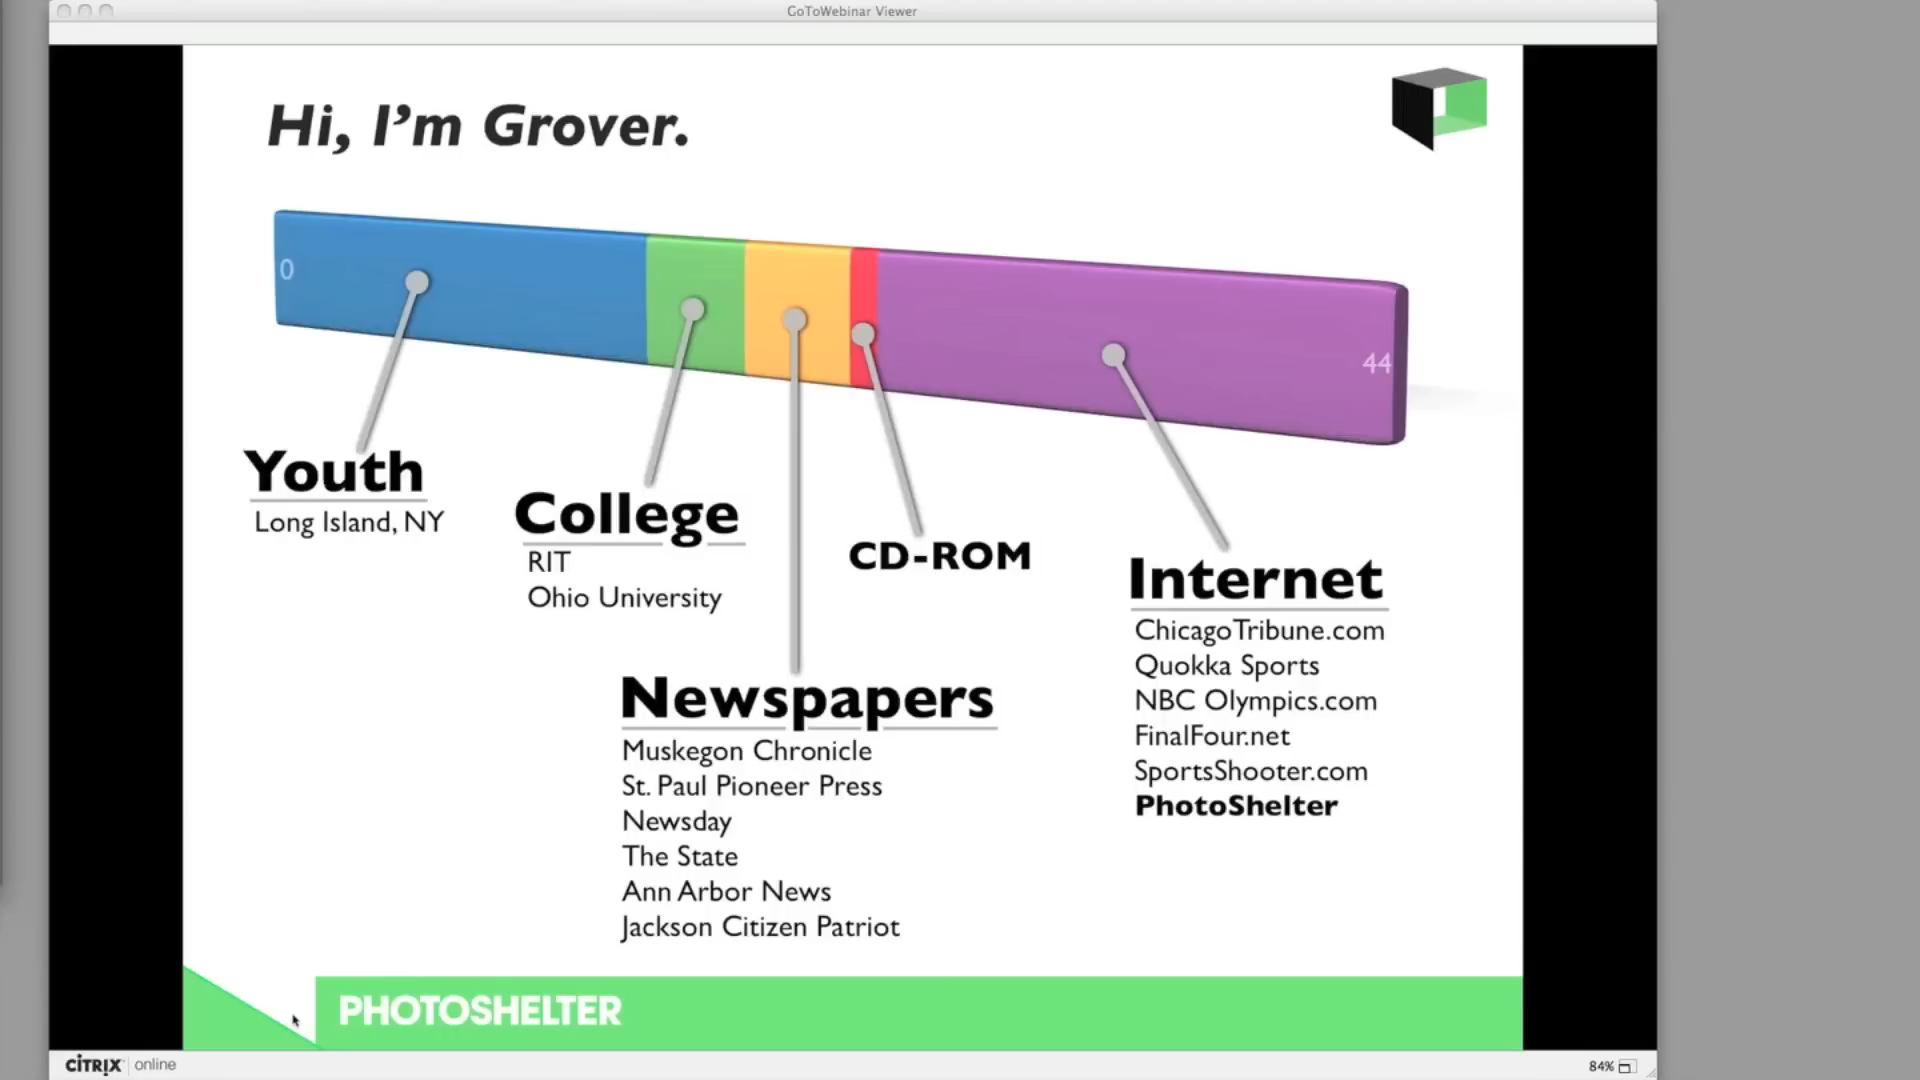 GoToWebinar Viewer
Hi, I'm Grover.
0
44
Youth
Long Island, NY
College
RIT
Ohio University
CD-ROM
Newspapers
Muskegon Chronicle
St. Paul Pioneer Press
Newsday
The State
Ann Arbor News
Jackson Citizen Patriot
Internet
ChicagoTribune.com
Quokka Sports
NBC Olympics.com
FinalFour.net
SportsShooter.com
PhotoShelter
PHOTOSHELTER
CİTRIX online
84%